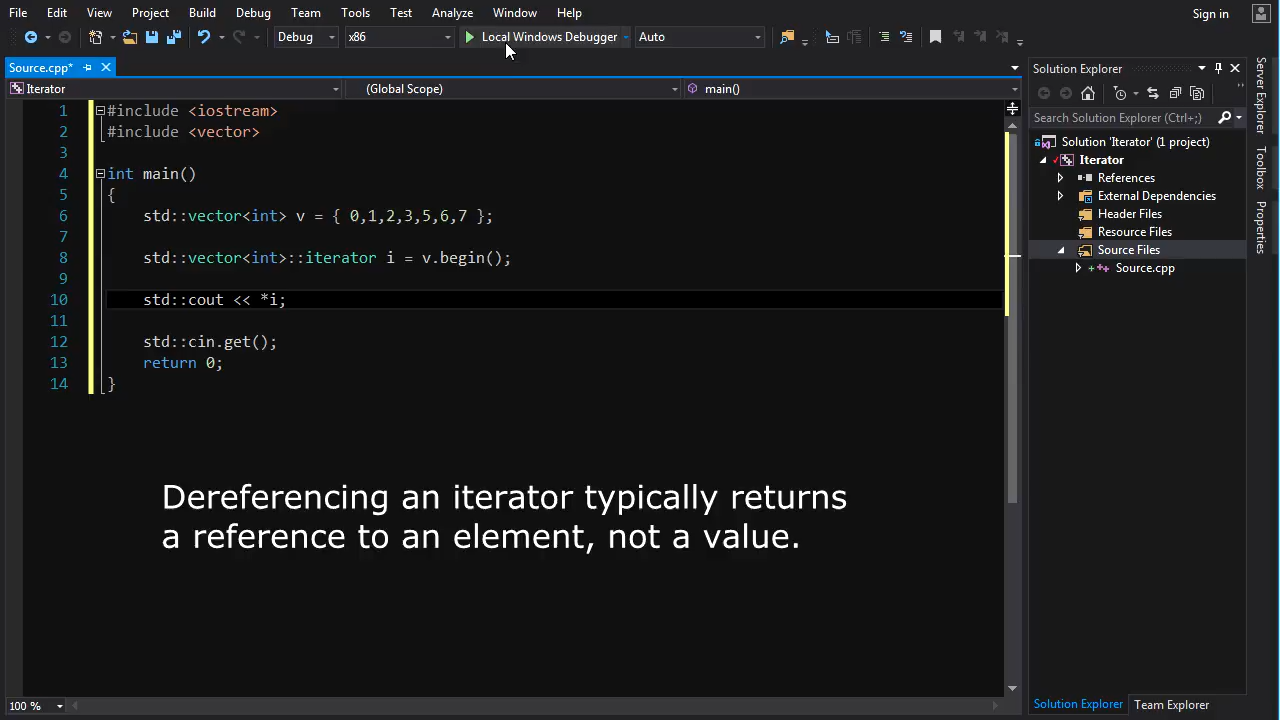 File Edit View Project Build Debug Team Tools Test Analyze Window Help
Sign in
Debug x86 Local Windows Debugger Auto
Source.cpp*
Iterator (Global Scope) main()
1 #include <iostream>
2 #include <vector>
3
4 int main()
5 {
6 std::vector<int> v = { 0,1,2,3,5,6,7 };
7
8 std::vector<int>::iterator i = v.begin();
9
10 std::cout << *i;
11
12 std::cin.get();
13 return 0;
14 }
Dereferencing an iterator typically returns
a reference to an element, not a value.
100 %
Solution Explorer
Search Solution Explorer (Ctrl+;)
Solution 'Iterator' (1 project)
Iterator
References
External Dependencies
Header Files
Resource Files
Source Files
Source.cpp
Solution Explorer Team Explorer
Server Explorer
Toolbox
Properties